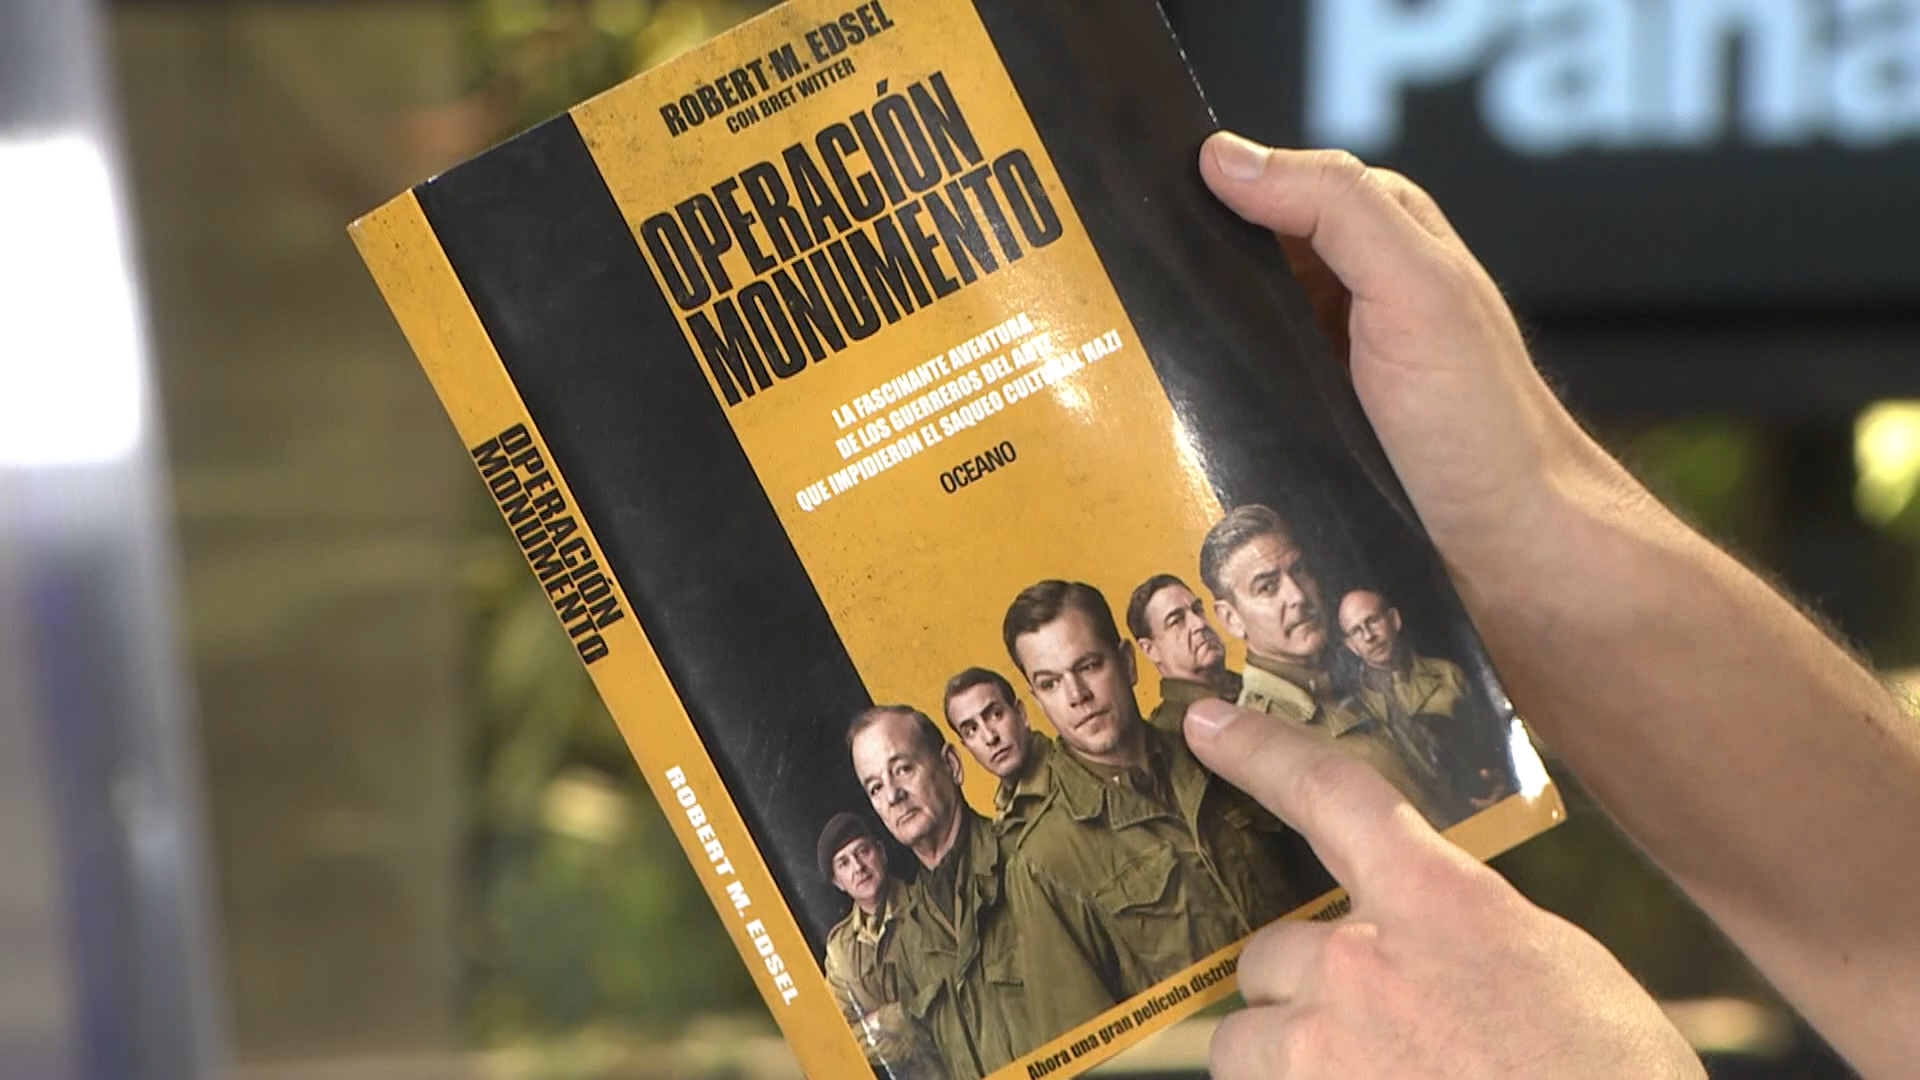 ROBERT M. EDSEL
CON BRET WITTER
OPERACIÓN
MONUMENTO
LA FASCINANTE AVENTURA
DE LOS GUERREROS DEL ARTE
QUE IMPIDIERON EL SAQUEO CULTURAL NAZI
OCEANO
Ahora una gran película
OPERACIÓN
MONUMENTO
ROBERT M. EDSEL